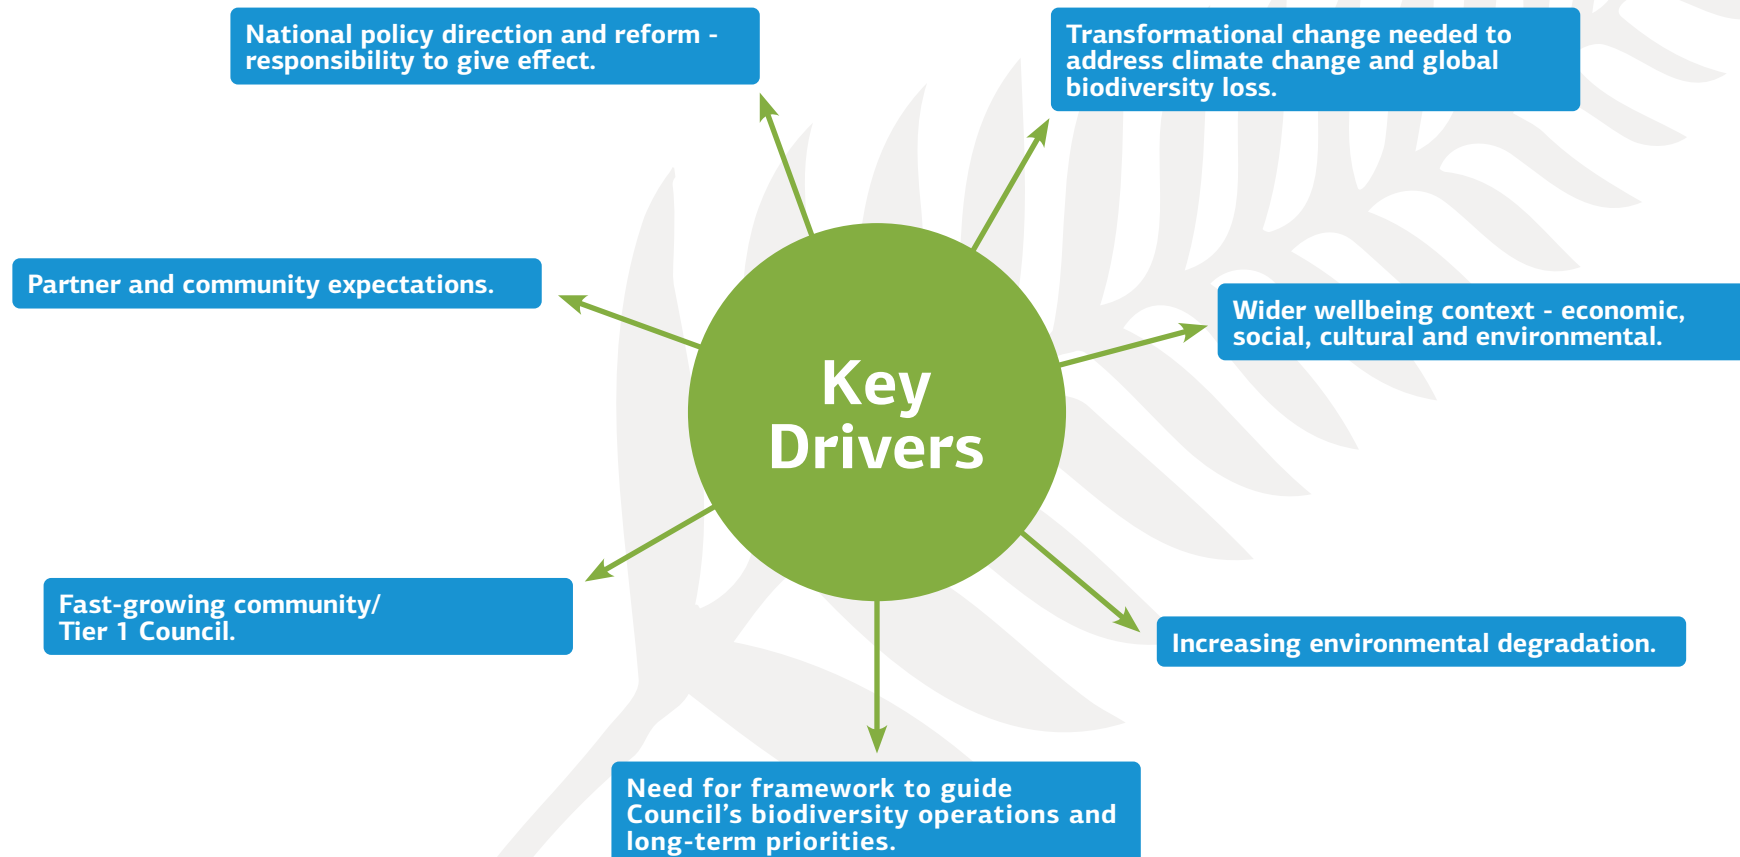 National policy direction and reform -
responsibility to give effect.
Transformational change needed to
address climate change and global
biodiversity loss.
Partner and community expectations.
Wider wellbeing context - economic,
social, cultural and environmental.
Key
Drivers
Fast-growing community/
Tier 1 Council.
Increasing environmental degradation.
Need for framework to guide
Council’s biodiversity operations and
long-term priorities.